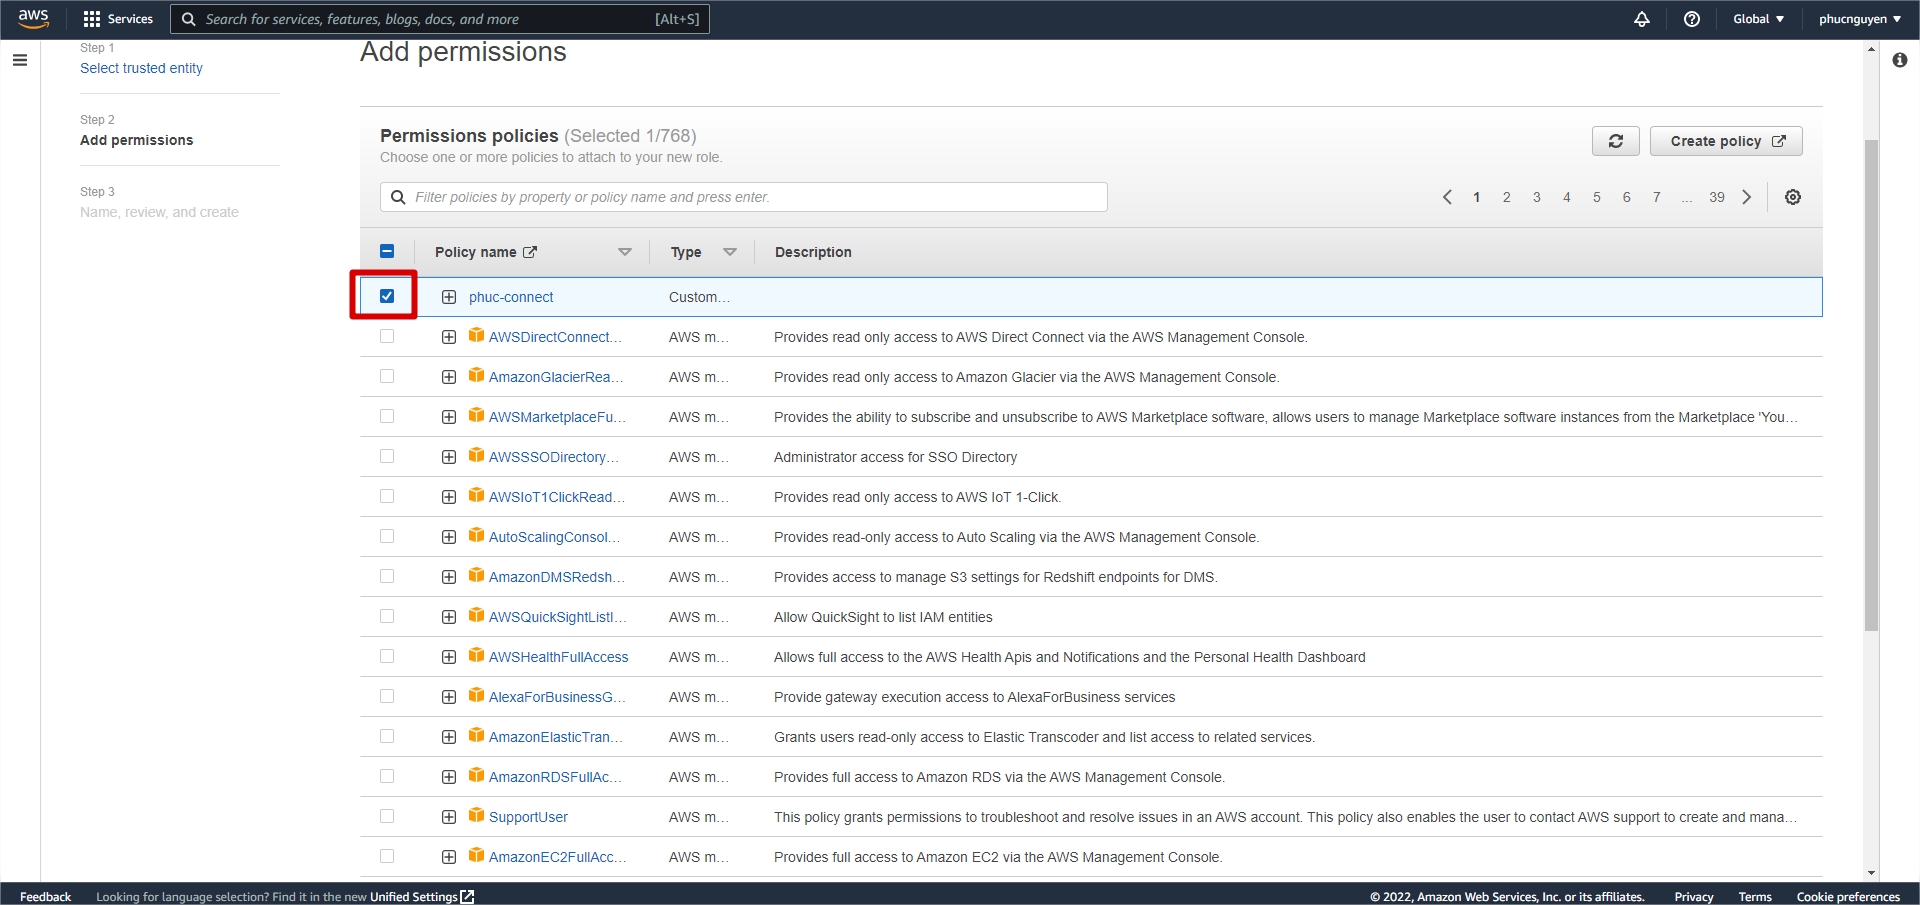 aws
Services
Search for services, features, blogs, docs, and more
[Alt+S]
Global
phucnguyen
Step 1
Select trusted entity
Step 2
Add permissions
Step 3
Name, review, and create
Add permissions
Permissions policies (Selected 1/768)
Choose one or more policies to attach to your new role.
Create policy
Filter policies by property or policy name and press enter.
1 2 3 4 5 6 7 ... 39
Policy name Type Description
phuc-connect Custom...
AWSDirectConnect... AWS m... Provides read only access to AWS Direct Connect via the AWS Management Console.
AmazonGlacierRea... AWS m... Provides read only access to Amazon Glacier via the AWS Management Console.
AWSMarketplaceFu... AWS m... Provides the ability to subscribe and unsubscribe to AWS Marketplace software, allows users to manage Marketplace software instances from the Marketplace 'You...
AWSSSODirectory... AWS m... Administrator access for SSO Directory
AWSIoT1ClickRead... AWS m... Provides read only access to AWS IoT 1-Click.
AutoScalingConsol... AWS m... Provides read-only access to Auto Scaling via the AWS Management Console.
AmazonDMSRedsh... AWS m... Provides access to manage S3 settings for Redshift endpoints for DMS.
AWSQuickSightListI... AWS m... Allow QuickSight to list IAM entities
AWSHealthFullAccess AWS m... Allows full access to the AWS Health Apis and Notifications and the Personal Health Dashboard
AlexaForBusinessG... AWS m... Provide gateway execution access to AlexaForBusiness services
AmazonElasticTran... AWS m... Grants users read-only access to Elastic Transcoder and list access to related services.
AmazonRDSFullAc... AWS m... Provides full access to Amazon RDS via the AWS Management Console.
SupportUser AWS m... This policy grants permissions to troubleshoot and resolve issues in an AWS account. This policy also enables the user to contact AWS support to create and mana...
AmazonEC2FullAcc... AWS m... Provides full access to Amazon EC2 via the AWS Management Console.
Feedback
Looking for language selection? Find it in the new Unified Settings
© 2022, Amazon Web Services, Inc. or its affiliates.
Privacy
Terms
Cookie preferences